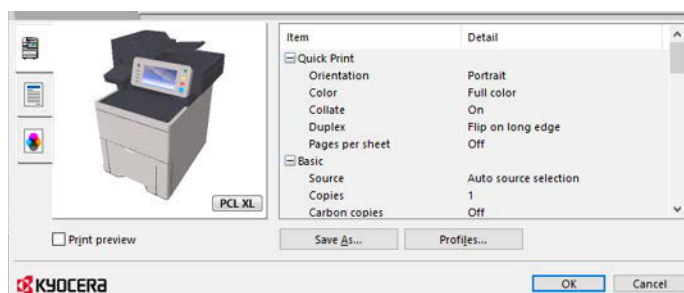 Item Detail
Quick Print
Orientation Portrait
Color Full color
Collate On
Duplex Flip on long edge
Pages per sheet Off
Basic
Source Auto source selection
Copies 1
Carbon copies Off
PCL XL
Print preview Save As... Profiles...
KYOCERA OK Cancel